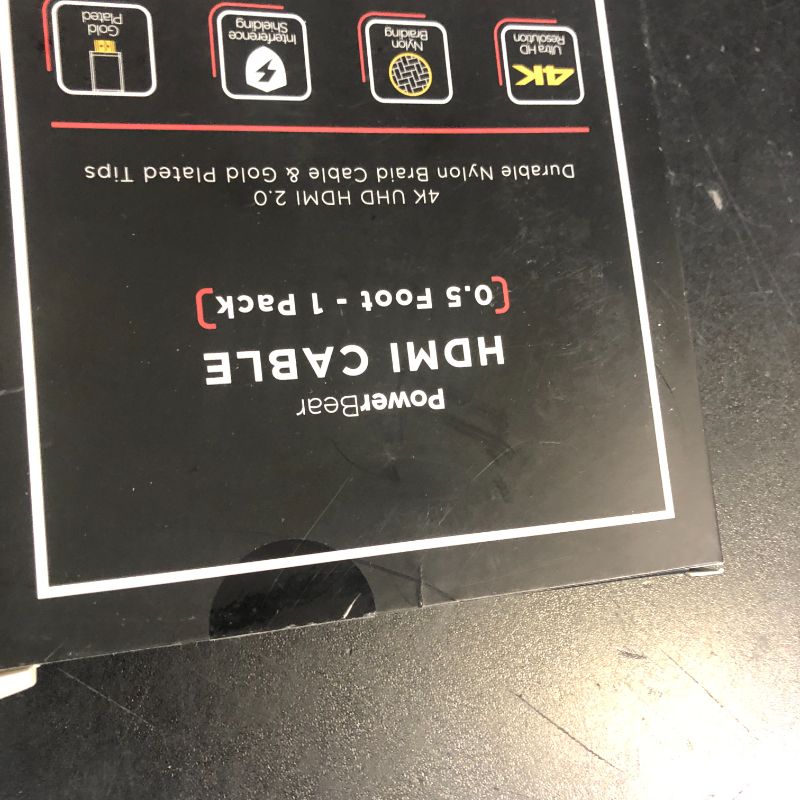 PowerBear
HDMI CABLE
[0.5 Foot - 1 Pack]
4K UHD HDMI 2.0
Durable Nylon Braid Cable & Gold Plated Tips
4K
Ultra HD
Resolution
Nylon
Braiding
Interference
Shielding
Gold
Plated